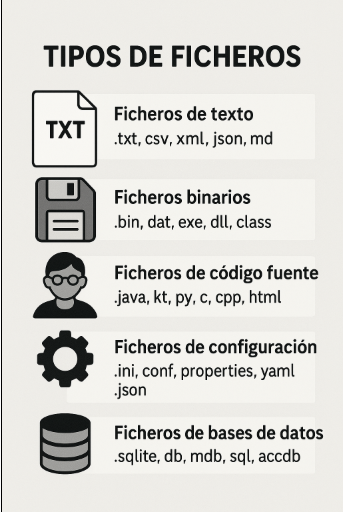 TIPOS DE FICHEROS
TXT
Ficheros de texto
.txt, csv, xml, json, md
Ficheros binarios
.bin, dat, exe, dll, class
Ficheros de código fuente
.java, kt, py, c, cpp, html
Ficheros de configuración
.ini, conf, properties, yaml
.json
Ficheros de bases de datos
.sqlite, db, mdb, sql, accdb